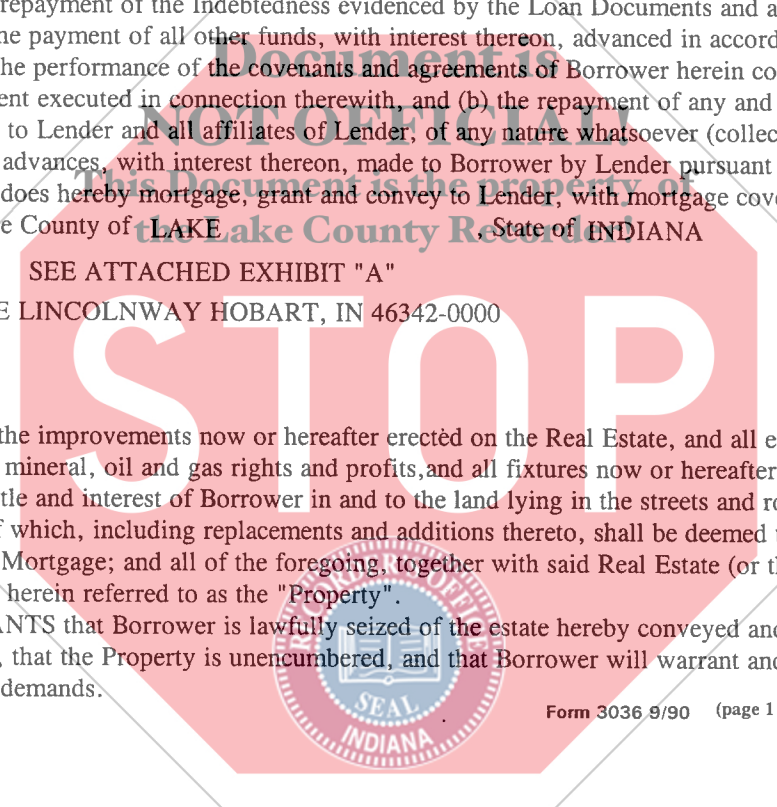 repayment of the Indebtedness evidenced by the Loan Documents and a
he payment of all other funds, with interest thereon, advanced in accord
Document is
he performance of the covenants and agreements of Borrower herein co
ent executed in connection therewith, and (b) the repayment of any and
NOT OFFICIAL!
to Lender and all affiliates of Lender, of any nature whatsoever (collec
advances, with interest thereon, made to Borrower by Lender pursuant
This Document is the property of
does hereby mortgage, grant and convey to Lender, with mortgage cove
e County of LAKE , State of INDIANA
the Lake County Recorder!
SEE ATTACHED EXHIBIT "A"
E LINCOLNWAY HOBART, IN 46342-0000
STOP
the improvements now or hereafter erected on the Real Estate, and all e
mineral, oil and gas rights and profits,and all fixtures now or hereafter
tle and interest of Borrower in and to the land lying in the streets and ro
f which, including replacements and additions thereto, shall be deemed
Mortgage; and all of the foregoing, together with said Real Estate (or th
herein referred to as the "Property".
ANTS that Borrower is lawfully seized of the estate hereby conveyed and
, that the Property is unencumbered, and that Borrower will warrant and
demands.
RECORDER'S OFFICE
SEAL
INDIANA
Form 3036 9/90 (page 1